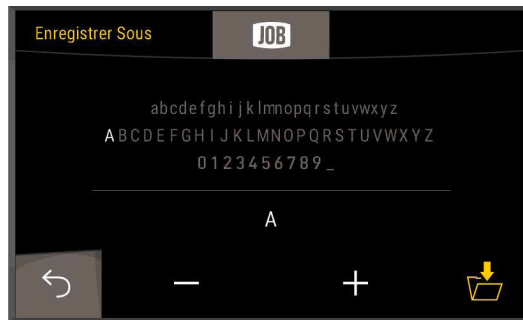 Enregistrer Sous
JOB
abcdefghijklmnopqrstuvwxyz
ABCDEFGHIJKLMNOPQRSTUVWXYZ
0123456789_
A